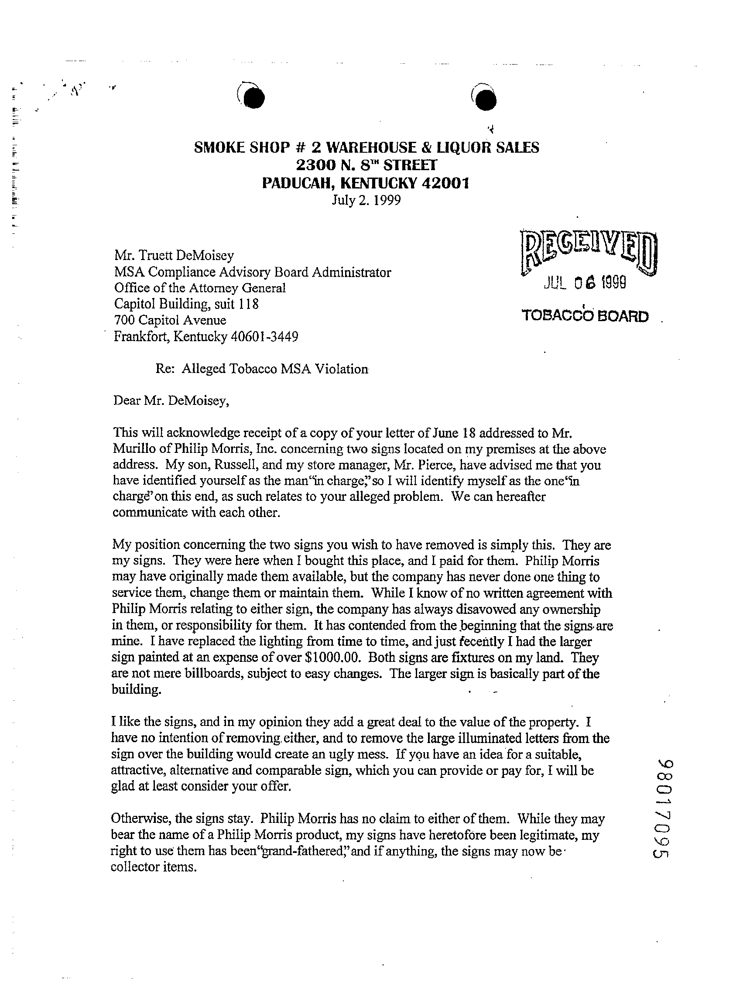 SMOKE SHOP # 2 WAREHOUSE & LIQUOR SALES
2300 N. 8TH STREET
PADUCAH, KENTUCKY 42001
July 2. 1999
RECEIVED
JUL 06 1999
TOBACCO BOARD
Mr. Truett DeMoisey
MSA Compliance Advisory Board Administrator
Office of the Attorney General
Capitol Building, suit 118
700 Capitol Avenue
Frankfort, Kentucky 40601-3449
Re: Alleged Tobacco MSA Violation
Dear Mr. DeMoisey,
This will acknowledge receipt of a copy of your letter of June 18 addressed to Mr.
Murillo of Philip Morris, Inc. concerning two signs located on my premises at the above
address. My son, Russell, and my store manager, Mr. Pierce, have advised me that you
have identified yourself as the man "in charge," so I will identify myself as the one "in
charge" on this end, as such relates to your alleged problem. We can hereafter
communicate with each other.
My position concerning the two signs you wish to have removed is simply this. They are
my signs. They were here when I bought this place, and I paid for them. Philip Morris
may have originally made them available, but the company has never done one thing to
service them, change them or maintain them. While I know of no written agreement with
Philip Morris relating to either sign, the company has always disavowed any ownership
in them, or responsibility for them. It has contended from the beginning that the signs are
mine. I have replaced the lighting from time to time, and just recently I had the larger
sign painted at an expense of over $1000.00. Both signs are fixtures on my land. They
are not mere billboards, subject to easy changes. The larger sign is basically part of the
building.
I like the signs, and in my opinion they add a great deal to the value of the property. I
have no intention of removing either, and to remove the large illuminated letters from the
sign over the building would create an ugly mess. If you have an idea for a suitable,
attractive, alternative and comparable sign, which you can provide or pay for, I will be
glad at least consider your offer.
Otherwise, the signs stay. Philip Morris has no claim to either of them. While they may
bear the name of a Philip Morris product, my signs have heretofore been legitimate, my
right to use them has been "grand-fathered," and if anything, the signs may now be
collector items.
98017095